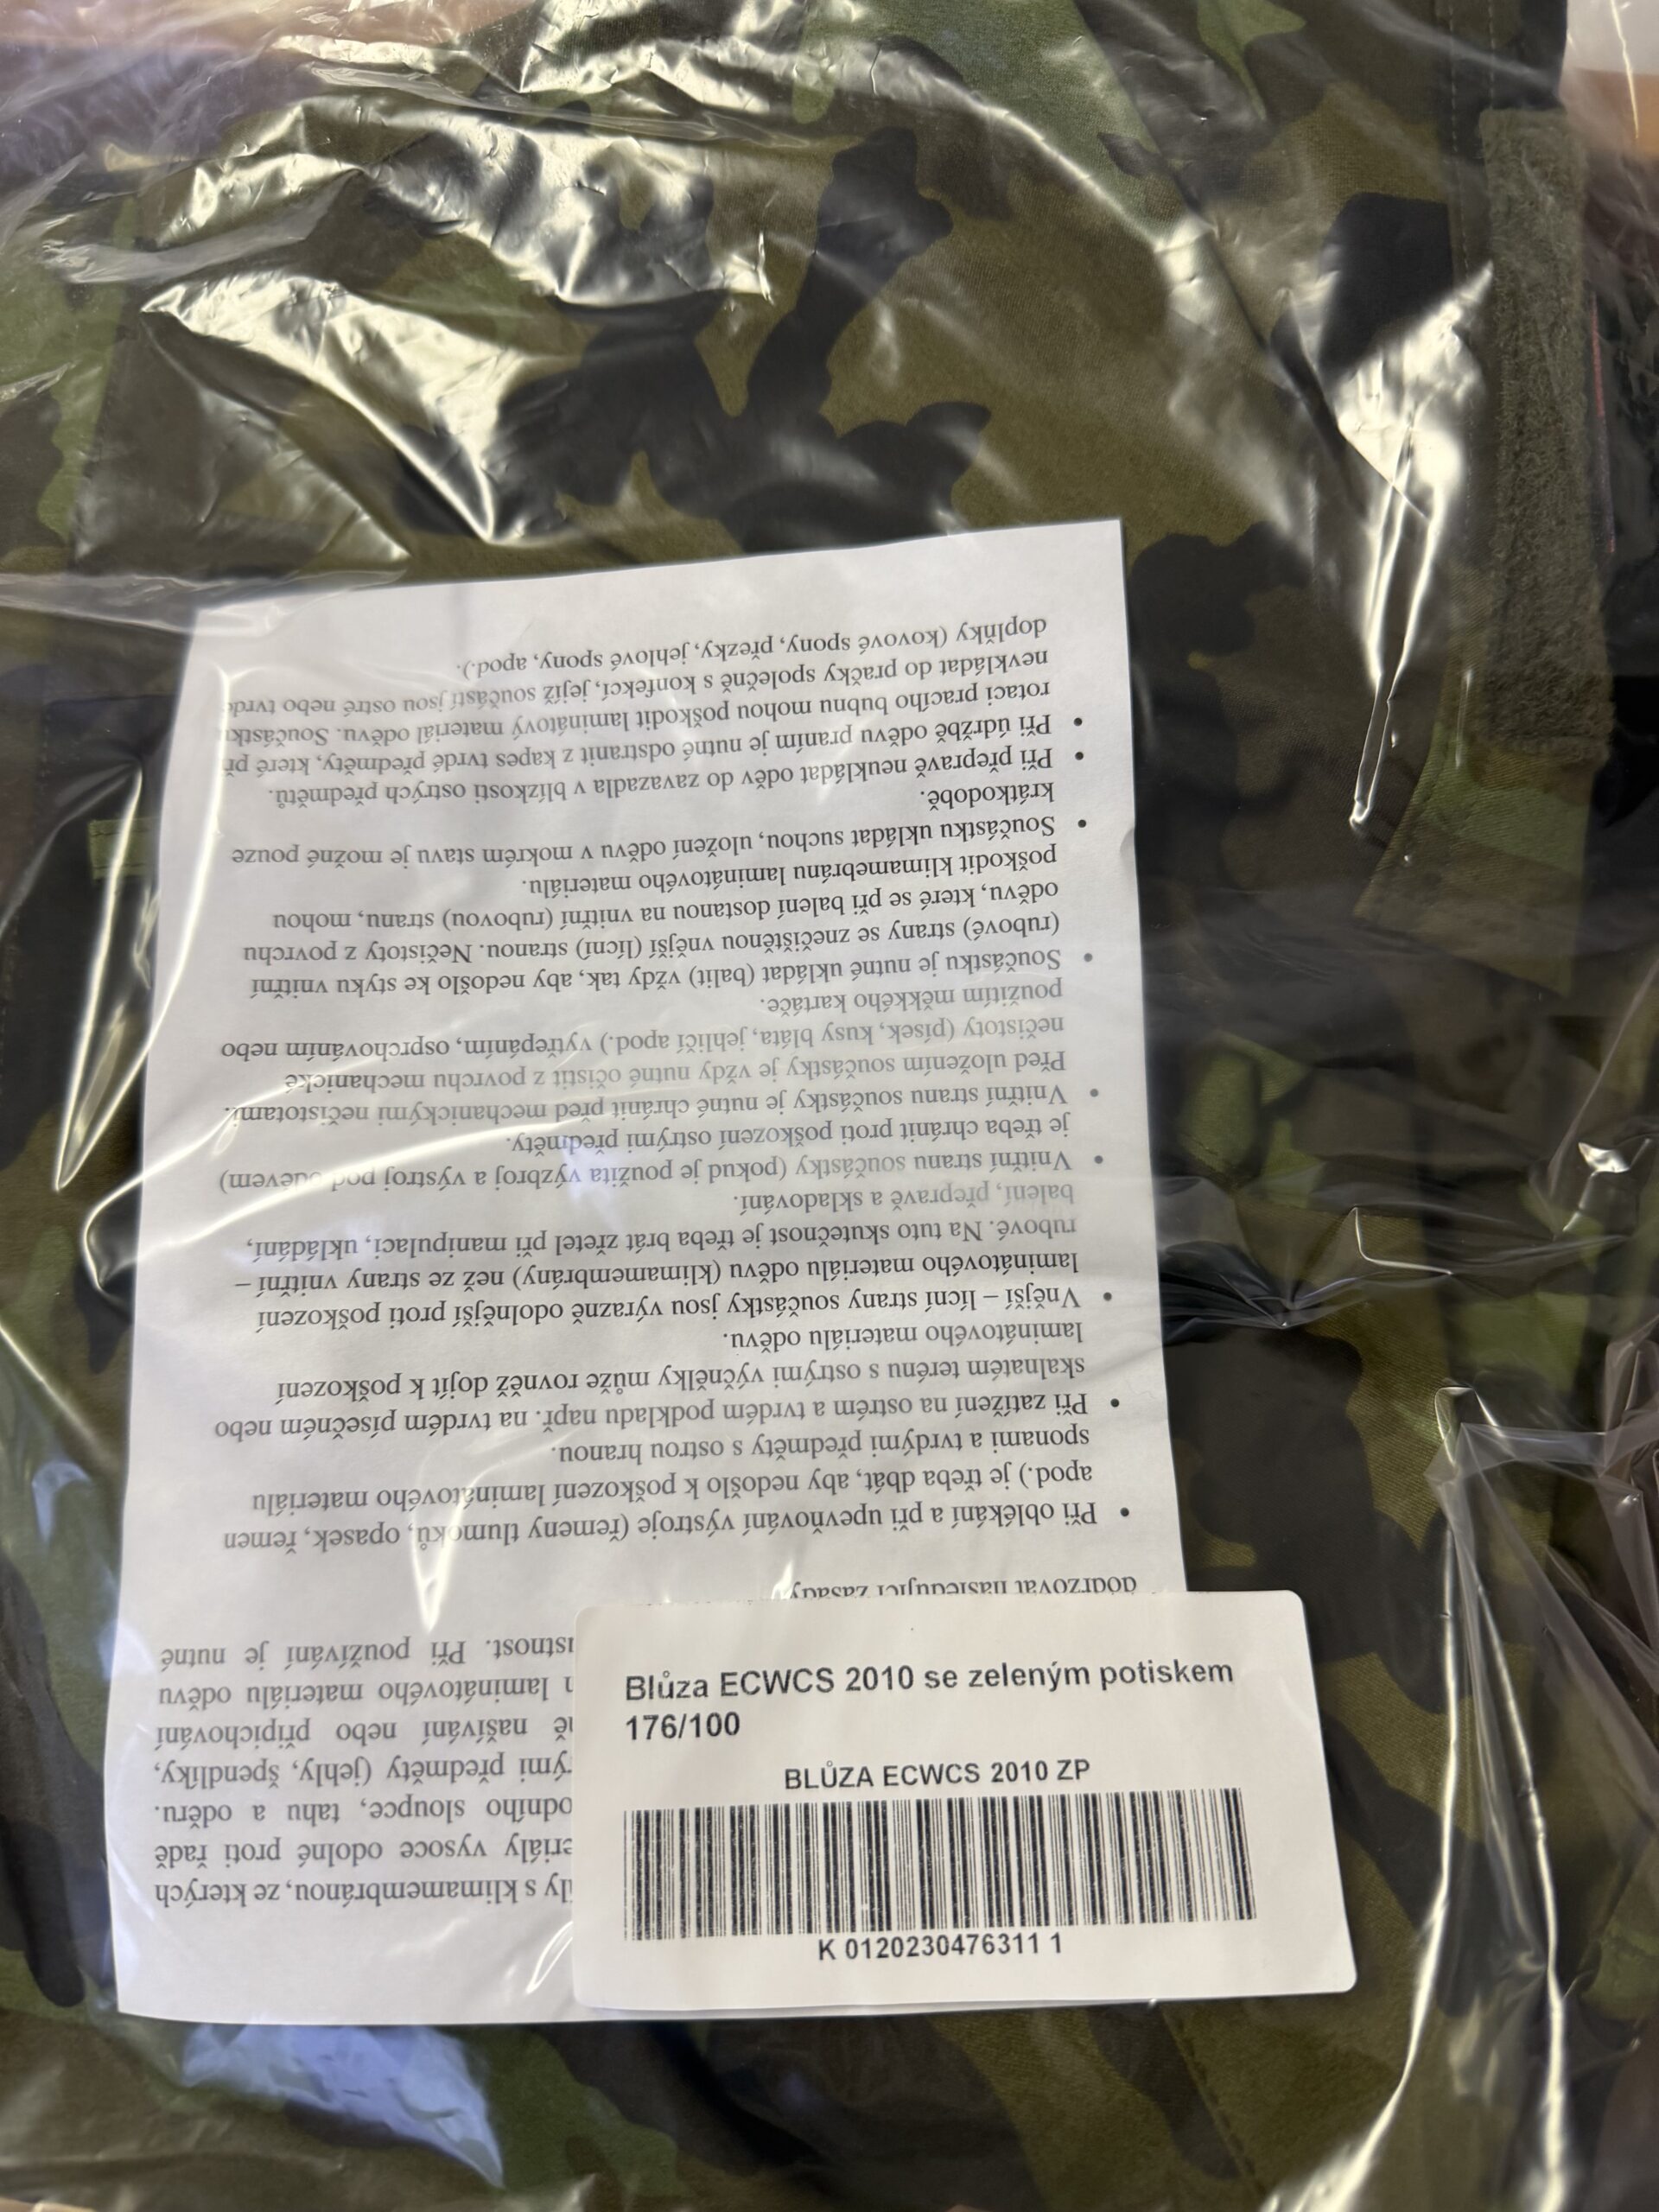 Blůza ECWCS 2010 se zeleným potiskem
176/100
BLŮZA ECWCS 2010 ZP
K 0120230476311 1
s klimamembránou, ze kterých
vysoce odolné proti řadě
sloupce, tahu a oděru.
předměty (jehly, špendlíky,
našívání nebo připichování
laminátového materiálu oděvu
Při používání je nutné
dodržovat následující zásady
• Při oblékání a při upevňování výstroje (řemeny tlumoků, opasek, řemen
apod.) je třeba dbát, aby nedošlo k poškození laminátového materiálu
sponami a tvrdými předměty s ostrou hranou.
• Při zatížení na ostrém a tvrdém podkladu např. na tvrdém písečném nebo
skalnatém terénu s ostrými výčnělky může rovněž dojít k poškození
laminátového materiálu oděvu.
• Vnější – lícní strany součástky jsou výrazně odolnější proti poškození
laminátového materiálu oděvu (klimamembrány) než ze strany vnitřní –
rubové. Na tuto skutečnost je třeba brát zřetel při manipulaci, ukládání,
balení, přepravě a skladování.
• Vnitřní stranu součástky (pokud je použita výzbroj a výstroj pod oděvem)
je třeba chránit proti poškození ostrými předměty.
• Vnitřní stranu součástky je nutné chránit před mechanickými nečistotami.
Před uložením součástky je vždy nutné očistit z povrchu mechanické
nečistoty (písek, kusy bláta, jehličí apod.) vytřepáním, osprchováním nebo
použitím měkkého kartáče.
• Součástku je nutné ukládat (balit) vždy tak, aby nedošlo ke styku vnitřní
(rubové) strany se znečištěnou vnější (lícní) stranou. Nečistoty z povrchu
oděvu, které se při balení dostanou na vnitřní (rubovou) stranu, mohou
poškodit klimamembránu laminátového materiálu.
• Součástku ukládat suchou, uložení oděvu v mokrém stavu je možné pouze
krátkodobě.
• Při přepravě neukládat oděv do zavazadla v blízkosti ostrých předmětů.
• Při údržbě oděvu praním je nutné odstranit z kapes tvrdé předměty, které při
rotaci pracího bubnu mohou poškodit laminátový materiál oděvu. Součástku
nevkládat do pračky společně s konfekcí, jejíž součástí jsou ostré nebo tvrdé
doplňky (kovové spony, přezky, jehlové spony, apod.).